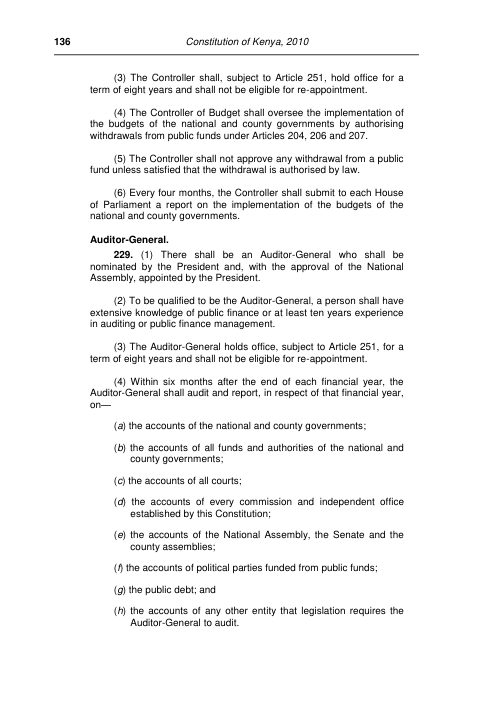 136 Constitution of Kenya, 2010
(3) The Controller shall, subject to Article 251, hold office for a
term of eight years and shall not be eligible for re-appointment.
(4) The Controller of Budget shall oversee the implementation of
the budgets of the national and county governments by authorising
withdrawals from public funds under Articles 204, 206 and 207.
(5) The Controller shall not approve any withdrawal from a public
fund unless satisfied that the withdrawal is authorised by law.
(6) Every four months, the Controller shall submit to each House
of Parliament a report on the implementation of the budgets of the
national and county governments.
Auditor-General.
229. (1) There shall be an Auditor-General who shall be
nominated by the President and, with the approval of the National
Assembly, appointed by the President.
(2) To be qualified to be the Auditor-General, a person shall have
extensive knowledge of public finance or at least ten years experience
in auditing or public finance management.
(3) The Auditor-General holds office, subject to Article 251, for a
term of eight years and shall not be eligible for re-appointment.
(4) Within six months after the end of each financial year, the
Auditor-General shall audit and report, in respect of that financial year,
on—
(a) the accounts of the national and county governments;
(b) the accounts of all funds and authorities of the national and
county governments;
(c) the accounts of all courts;
(d) the accounts of every commission and independent office
established by this Constitution;
(e) the accounts of the National Assembly, the Senate and the
county assemblies;
(f) the accounts of political parties funded from public funds;
(g) the public debt; and
(h) the accounts of any other entity that legislation requires the
Auditor-General to audit.